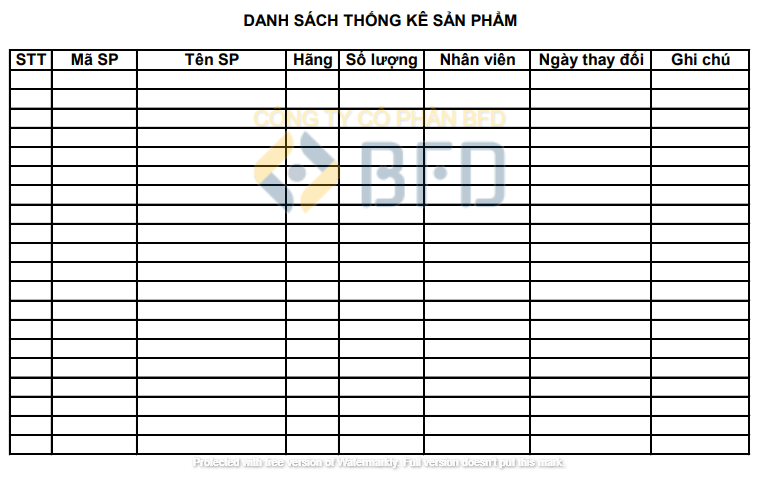 DANH SÁCH THỐNG KÊ SẢN PHẨM
STT Mã SP Tên SP Hãng Số lượng Nhân viên Ngày thay đổi Ghi chú
CÔNG TY CỔ PHẦN BFD
BFD
Protected with free version of Watermarkly. Full version doesn't put this mark.